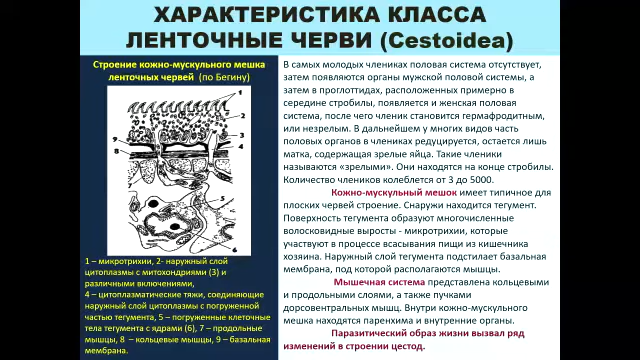 ХАРАКТЕРИСТИКА КЛАССА
ЛЕНТОЧНЫЕ ЧЕРВИ (Cestoidea)
Строение кожно-мускульного мешка
ленточных червей (по Бегину)
1
2
3
4
9
8
7
5
6
1 – микротрихии, 2- наружный слой
цитоплазмы с митохондриями (3) и
различными включениями,
4 – цитоплазматические тяжи, соединяющие
наружный слой цитоплазмы с погруженной
частью тегумента, 5 – погруженные клеточные
тела тегумента с ядрами (6), 7 – продольные
мышцы, 8 – кольцевые мышцы, 9 – базальная
мембрана.
В самых молодых члениках половая система отсутствует,
затем появляются органы мужской половой системы, а
затем в проглоттидах, расположенных примерно в
середине стробилы, появляется и женская половая
система, после чего членик становится гермафродитным,
или незрелым. В дальнейшем у многих видов часть
половых органов в члениках редуцируется, остается лишь
матка, содержащая зрелые яйца. Такие членики
называются «зрелыми». Они находятся на конце стробилы.
Количество члеников колеблется от 3 до 5000.
Кожно-мускульный мешок имеет типичное для
плоских червей строение. Снаружи находится тегумент.
Поверхность тегумента образуют многочисленные
волосковидные выросты - микротрихии, которые
участвуют в процессе всасывания пищи из кишечника
хозяина. Наружный слой тегумента подстилает базальная
мембрана, под которой располагаются мышцы.
Мышечная система представлена кольцевыми
и продольными слоями, а также пучками
дорсовентральных мышц. Внутри кожно-мускульного
мешка находятся паренхима и внутренние органы.
Паразитический образ жизни вызвал ряд
изменений в строении цестод.